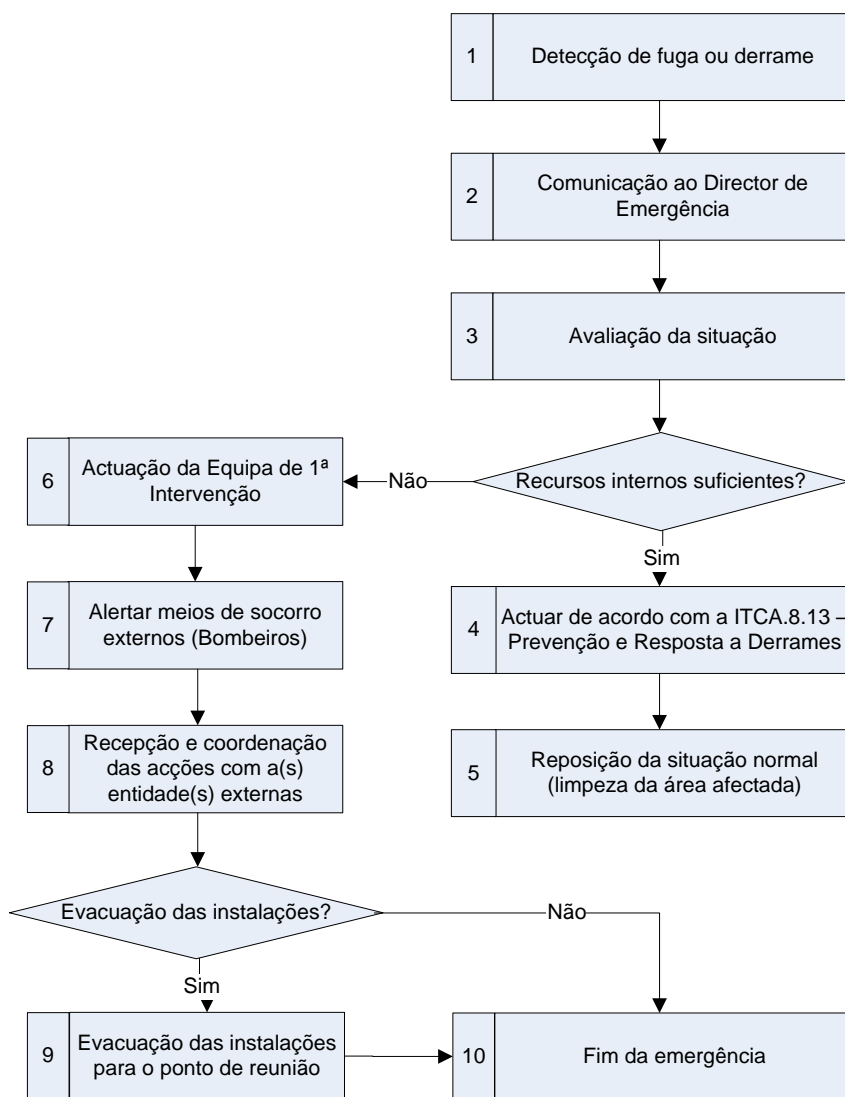 1
Detecção de fuga ou derrame
2
Comunicação ao Director de
Emergência
3
Avaliação da situação
Recursos internos suficientes?
Não
Sim
6
Actuação da Equipa de 1ª
Intervenção
7
Alertar meios de socorro
externos (Bombeiros)
8
Recepção e coordenação
das acções com a(s)
entidade(s) externas
4
Actuar de acordo com a ITCA.8.13 –
Prevenção e Resposta a Derrames
5
Reposição da situação normal
(limpeza da área afectada)
Evacuação das instalações?
Não
Sim
9
Evacuação das instalações
para o ponto de reunião
10
Fim da emergência